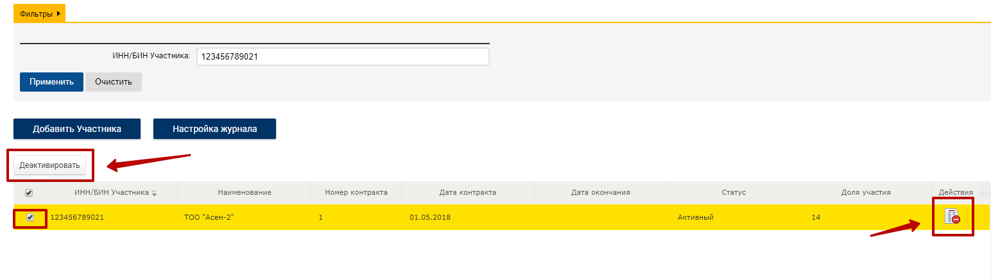 Фильтры
ИНН/БИН Участника: 123456789021
Применить Очистить
Добавить Участника Настройка журнала
Деактивировать
ИНН/БИН Участника Наименование Номер контракта Дата контракта Дата окончания Статус Доля участия Действия
123456789021 ТОО "Асем-2" 1 01.05.2018 Активный 14